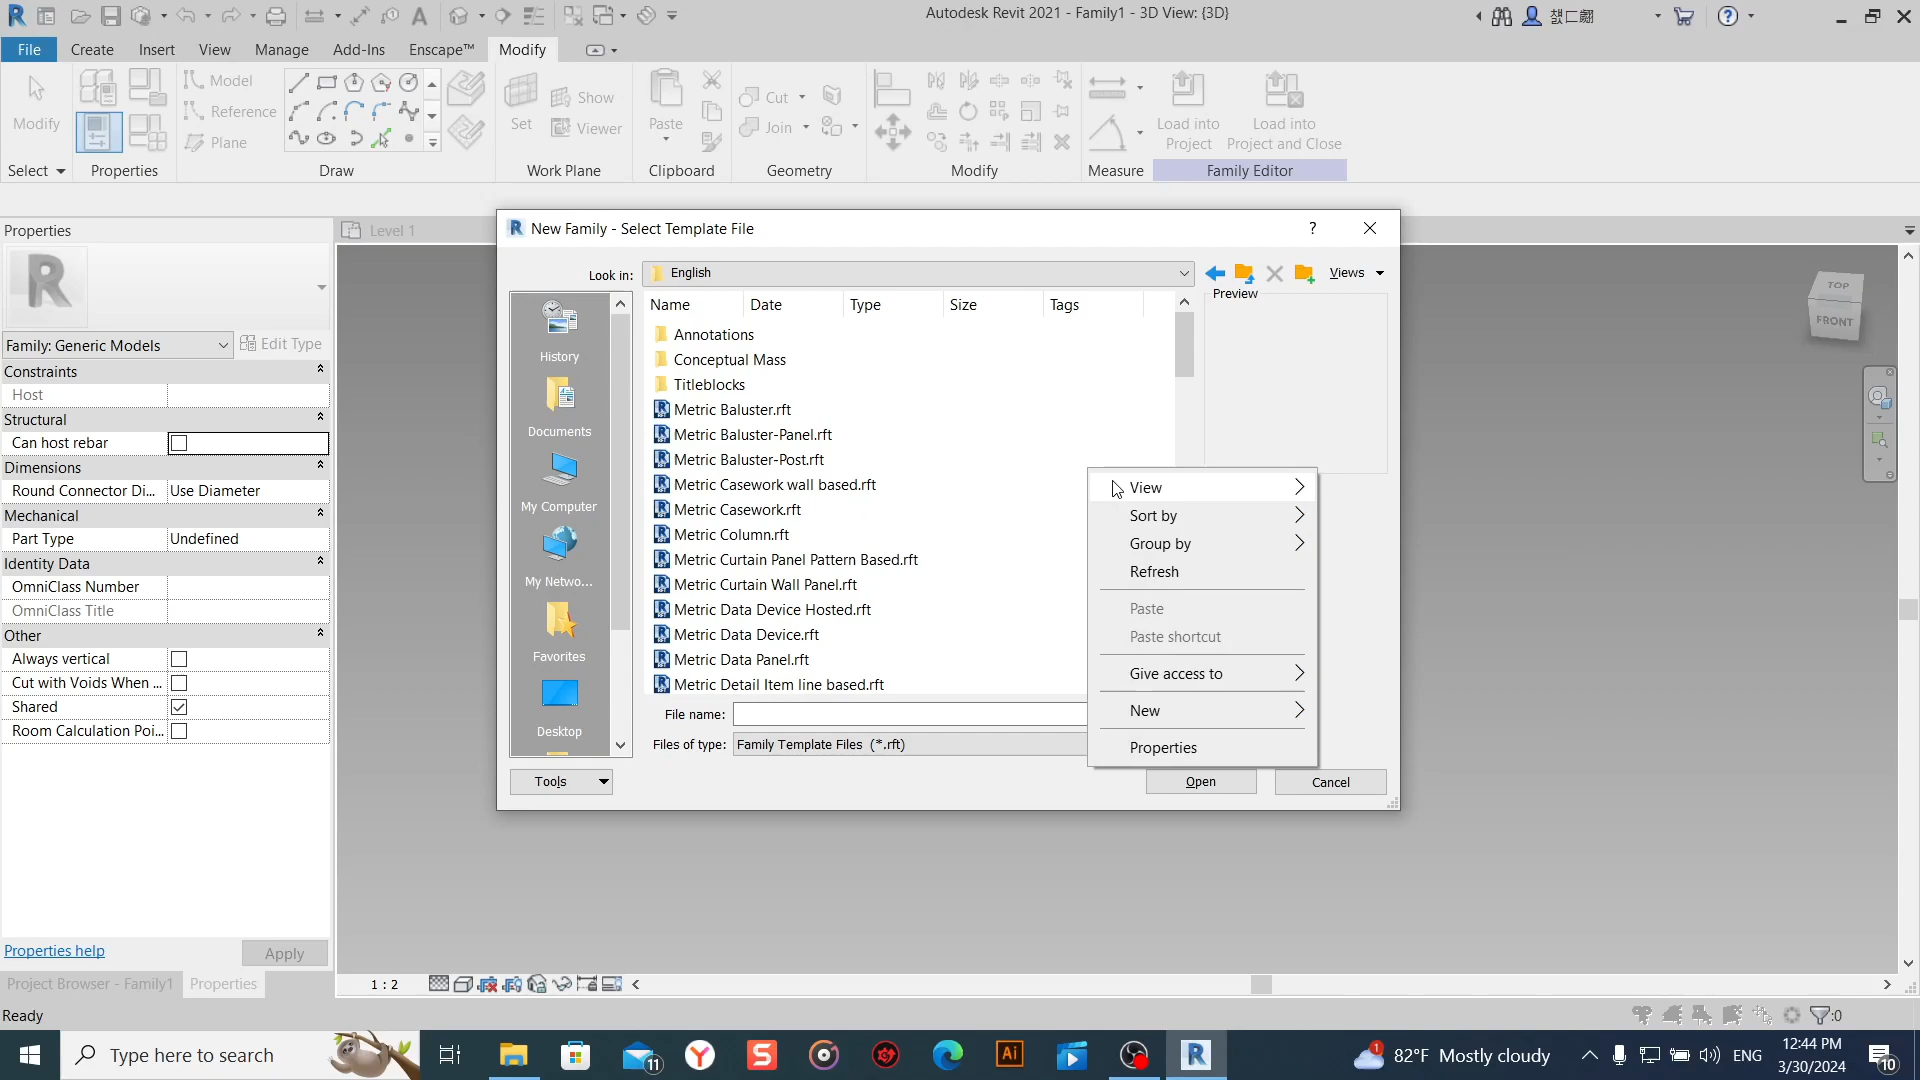 Autodesk Revit 2021 - Family1 - 3D View: {3D}
File Create Insert View Manage Add-Ins Enscape™ Modify
Modify
Select
Properties
Model
Reference
Plane
Draw
Set
Show
Viewer
Work Plane
Paste
Clipboard
Cut
Join
Geometry
Modify
Measure
Load into
Project
Load into
Project and Close
Family Editor
Properties
R
Family: Generic Models
Edit Type
Constraints
Host
Structural
Can host rebar
Dimensions
Round Connector Di... Use Diameter
Mechanical
Part Type Undefined
Identity Data
OmniClass Number
OmniClass Title
Other
Always vertical
Cut with Voids When ...
Shared
Room Calculation Poi...
Properties help
Apply
Project Browser - Family1 Properties
Ready
Level 1
New Family - Select Template File
Look in: English
Views
Preview
History
Documents
My Computer
My Netwo...
Favorites
Desktop
Name Date Type Size Tags
Annotations
Conceptual Mass
Titleblocks
Metric Baluster.rft
Metric Baluster-Panel.rft
Metric Baluster-Post.rft
Metric Casework wall based.rft
Metric Casework.rft
Metric Column.rft
Metric Curtain Panel Pattern Based.rft
Metric Curtain Wall Panel.rft
Metric Data Device Hosted.rft
Metric Data Device.rft
Metric Data Panel.rft
Metric Detail Item line based.rft
File name:
Files of type: Family Template Files (*.rft)
Tools
Open
Cancel
View
Sort by
Group by
Refresh
Paste
Paste shortcut
Give access to
New
Properties
TOP
FRONT
1 : 2
:0
Type here to search
11
82°F Mostly cloudy
1
ENG
12:44 PM
3/30/2024
10